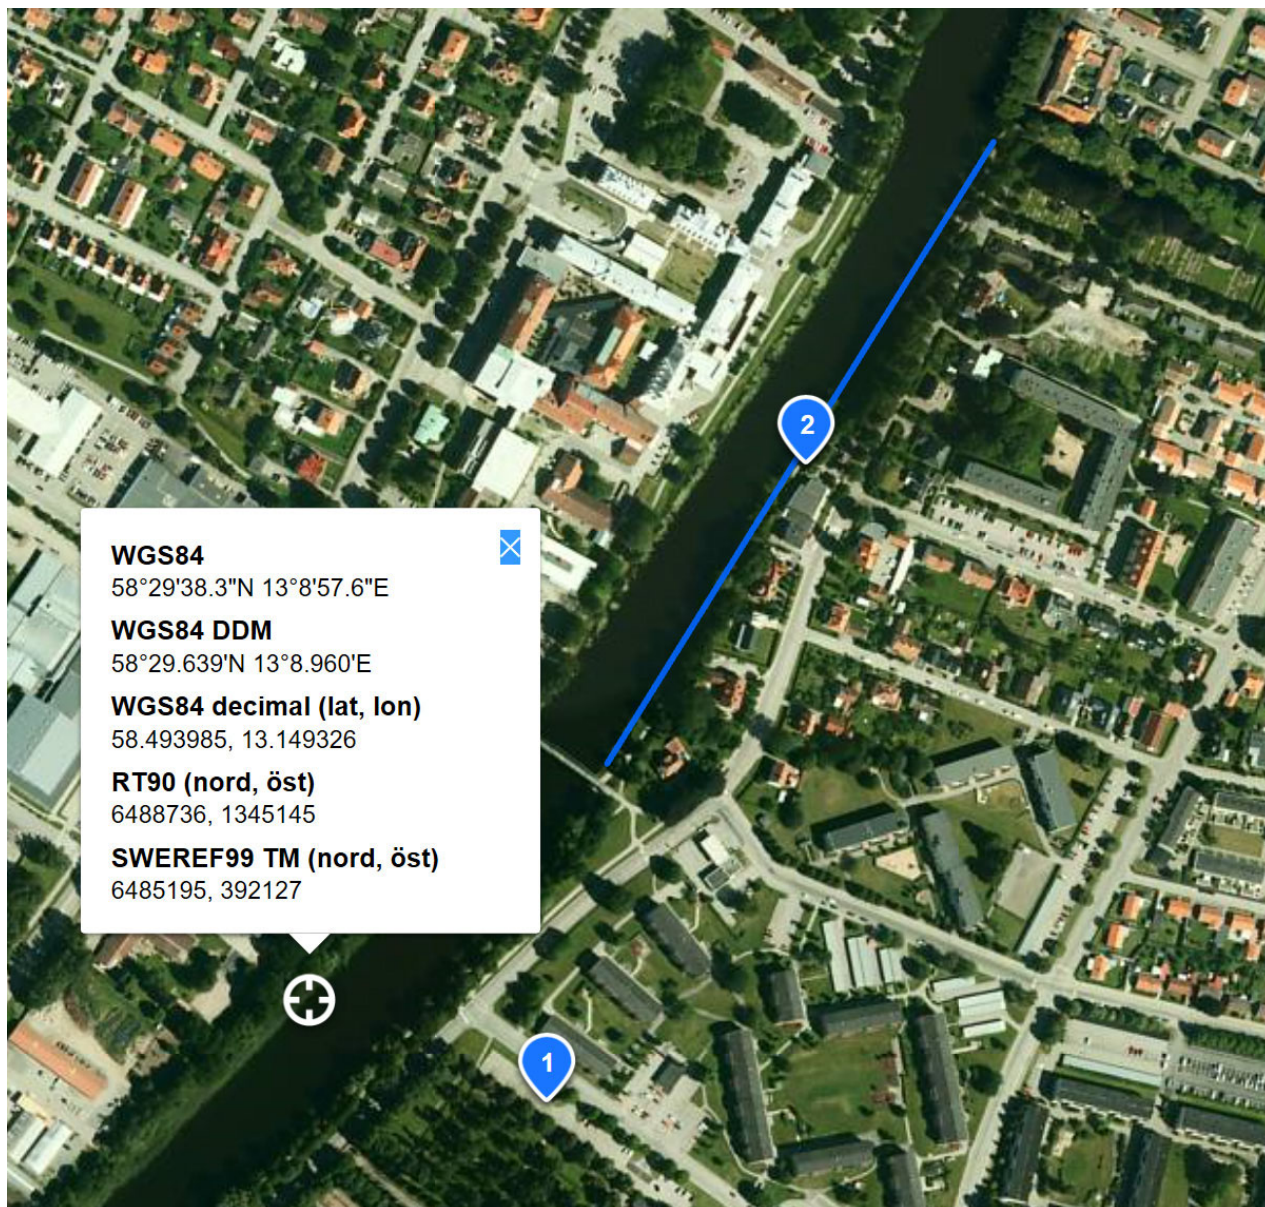 2
WGS84
58°29'38.3"N 13°8'57.6"E
WGS84 DDM
58°29.639'N 13°8.960'E
WGS84 decimal (lat, lon)
58.493985, 13.149326
RT90 (nord, öst)
6488736, 1345145
SWEREF99 TM (nord, öst)
6485195, 392127
1